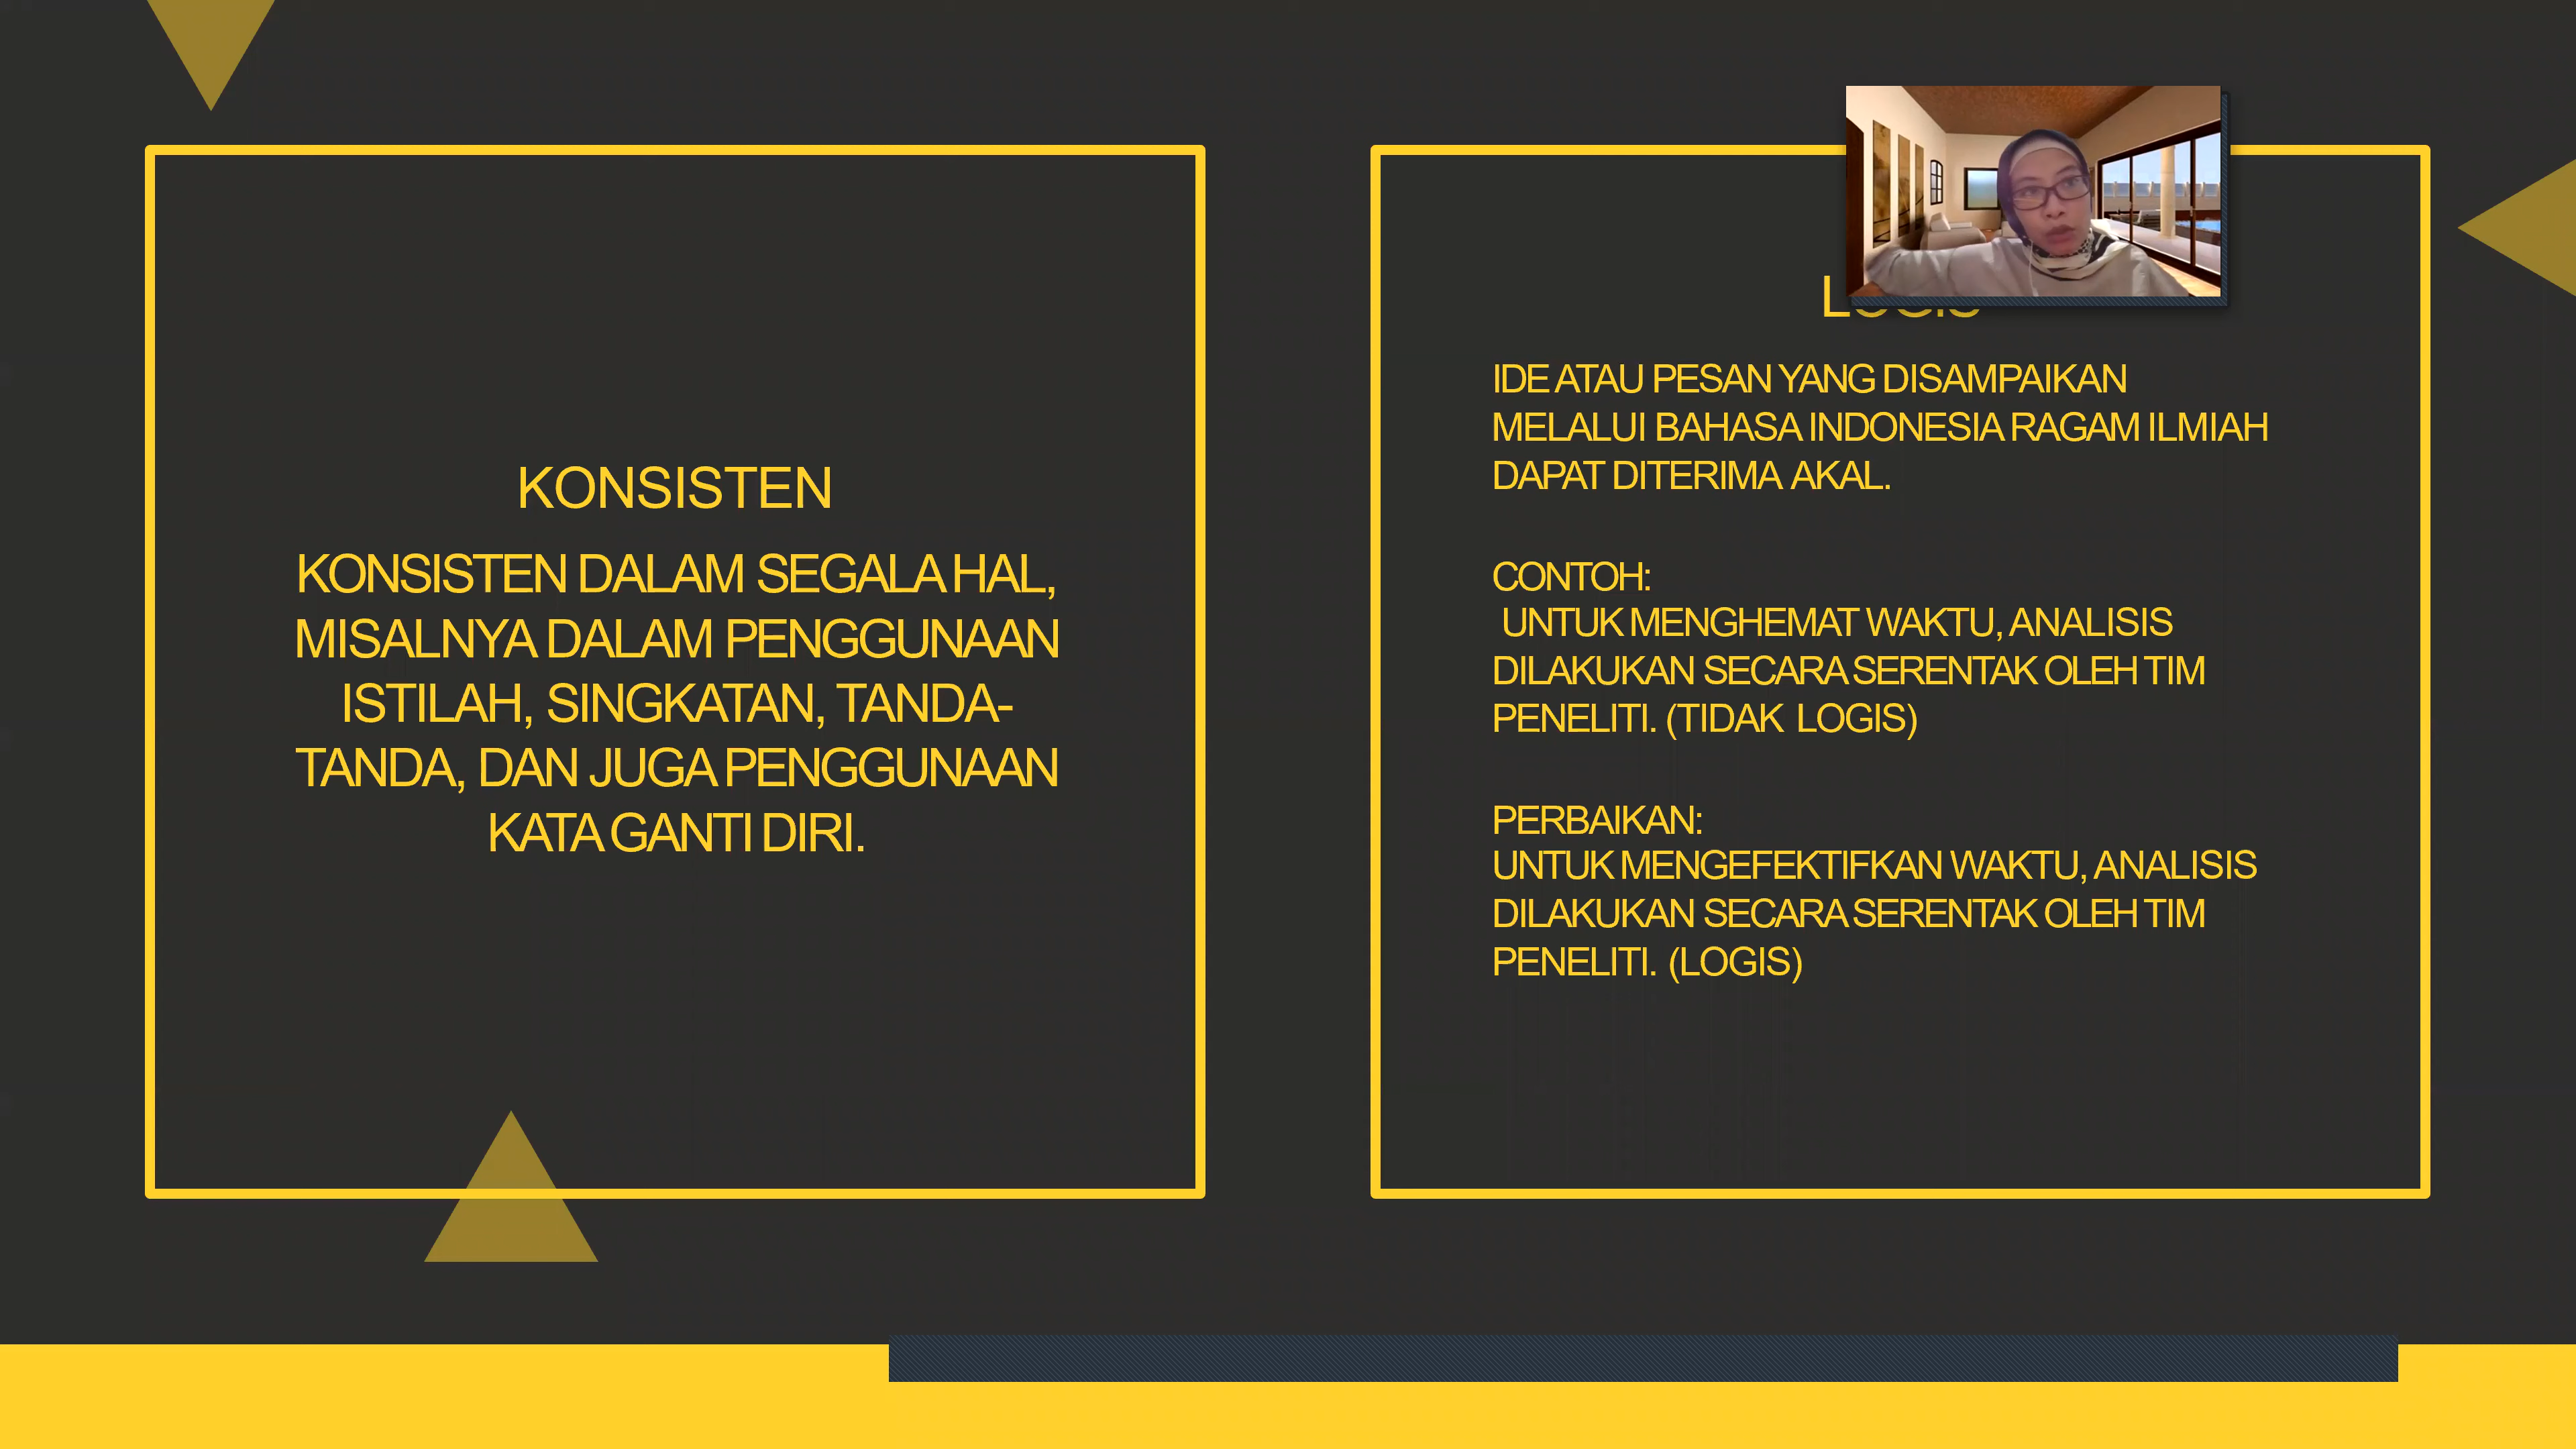 KONSISTEN
KONSISTEN DALAM SEGALA HAL,
MISALNYA DALAM PENGGUNAAN
ISTILAH, SINGKATAN, TANDA-
TANDA, DAN JUGA PENGGUNAAN
KATA GANTI DIRI.
LOGIS
IDE ATAU PESAN YANG DISAMPAIKAN
MELALUI BAHASA INDONESIA RAGAM ILMIAH
DAPAT DITERIMA AKAL.
CONTOH:
UNTUK MENGHEMAT WAKTU, ANALISIS
DILAKUKAN SECARA SERENTAK OLEH TIM
PENELITI. (TIDAK LOGIS)
PERBAIKAN:
UNTUK MENGEFEKTIFKAN WAKTU, ANALISIS
DILAKUKAN SECARA SERENTAK OLEH TIM
PENELITI. (LOGIS)